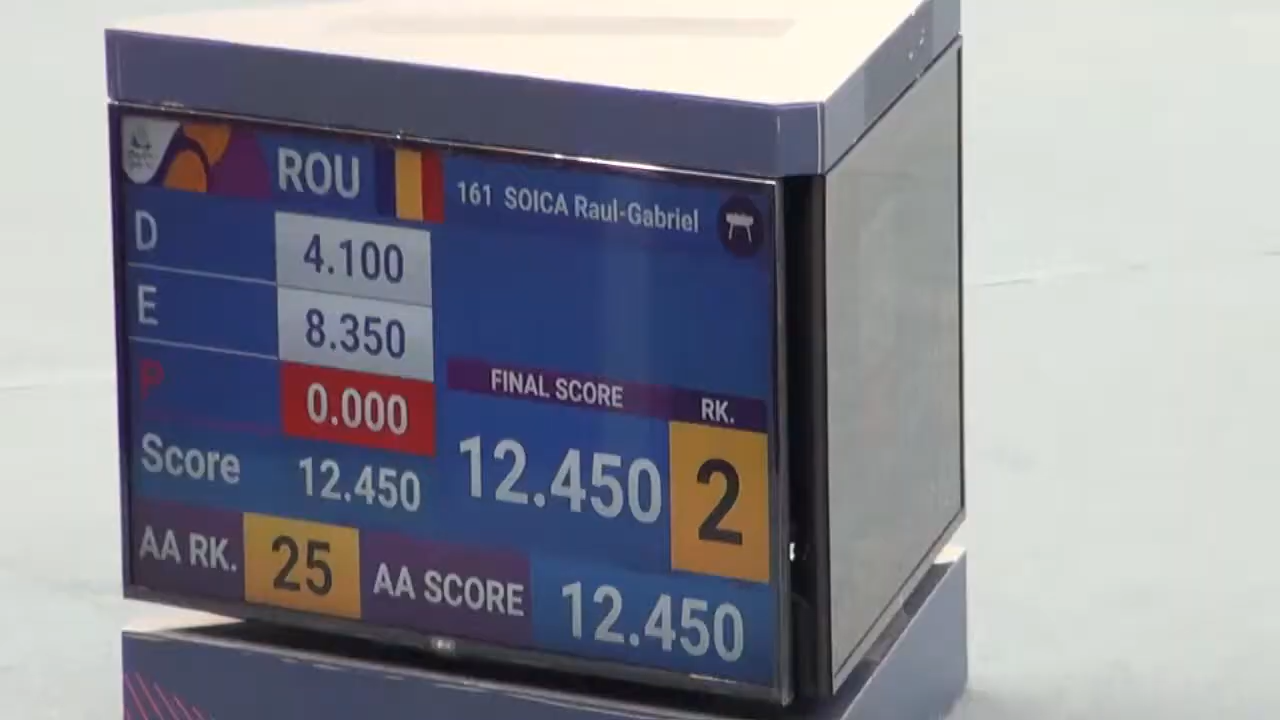 ROU
161 SOICA Raul-Gabriel
D 4.100
E 8.350
P 0.000
FINAL SCORE RK.
Score 12.450
12.450 2
AA RK. 25 AA SCORE 12.450